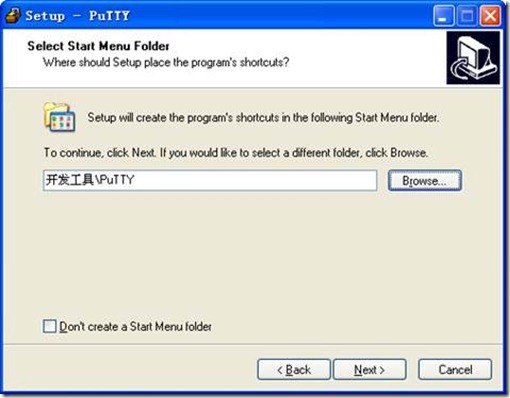 Setup - PuTTY
Select Start Menu Folder
Where should Setup place the program's shortcuts?
Setup will create the program's shortcuts in the following Start Menu folder.
To continue, click Next. If you would like to select a different folder, click Browse.
开发工具\PuTTY
Browse...
Don't create a Start Menu folder
< Back
Next >
Cancel